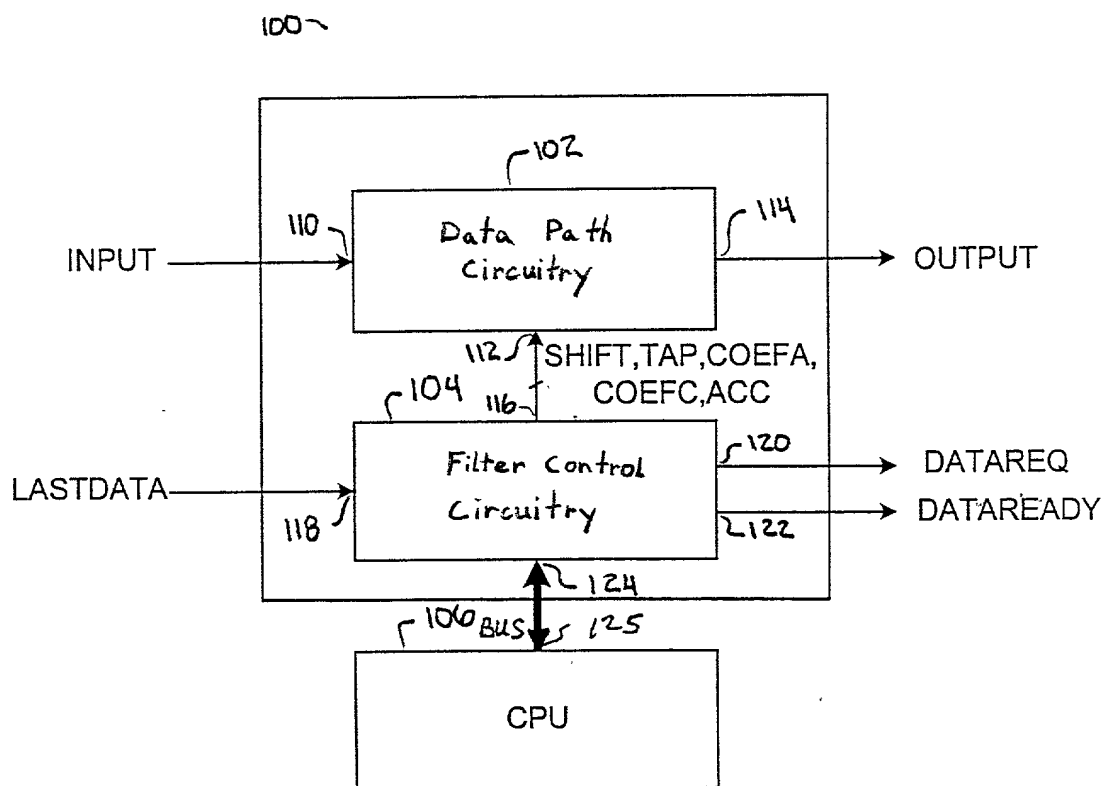 100
102
110
Data Path
Circuitry
114
INPUT
OUTPUT
112
SHIFT,TAP,COEFA,
COEFC,ACC
104
116
120
Filter Control
Circuitry
DATAREQ
LASTDATA
DATAREADY
118
122
124
106
BUS
125
CPU